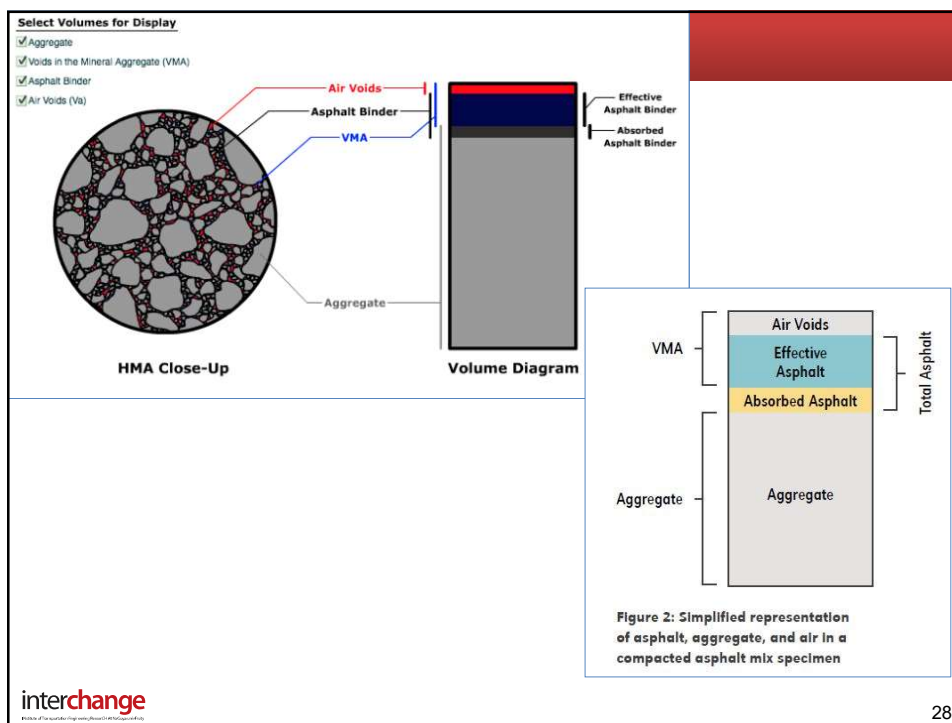 Select Volumes for Display
Aggregate
Voids in the Mineral Aggregate (VMA)
Asphalt Binder
Air Voids (Va)
Air Voids
Asphalt Binder
VMA
Aggregate
Effective
Asphalt Binder
Absorbed
Asphalt Binder
HMA Close-Up
Volume Diagram
VMA
Aggregate
Air Voids
Effective
Asphalt
Absorbed Asphalt
Aggregate
Total Asphalt
Figure 2: Simplified representation
of asphalt, aggregate, and air in a
compacted asphalt mix specimen
interchange
28